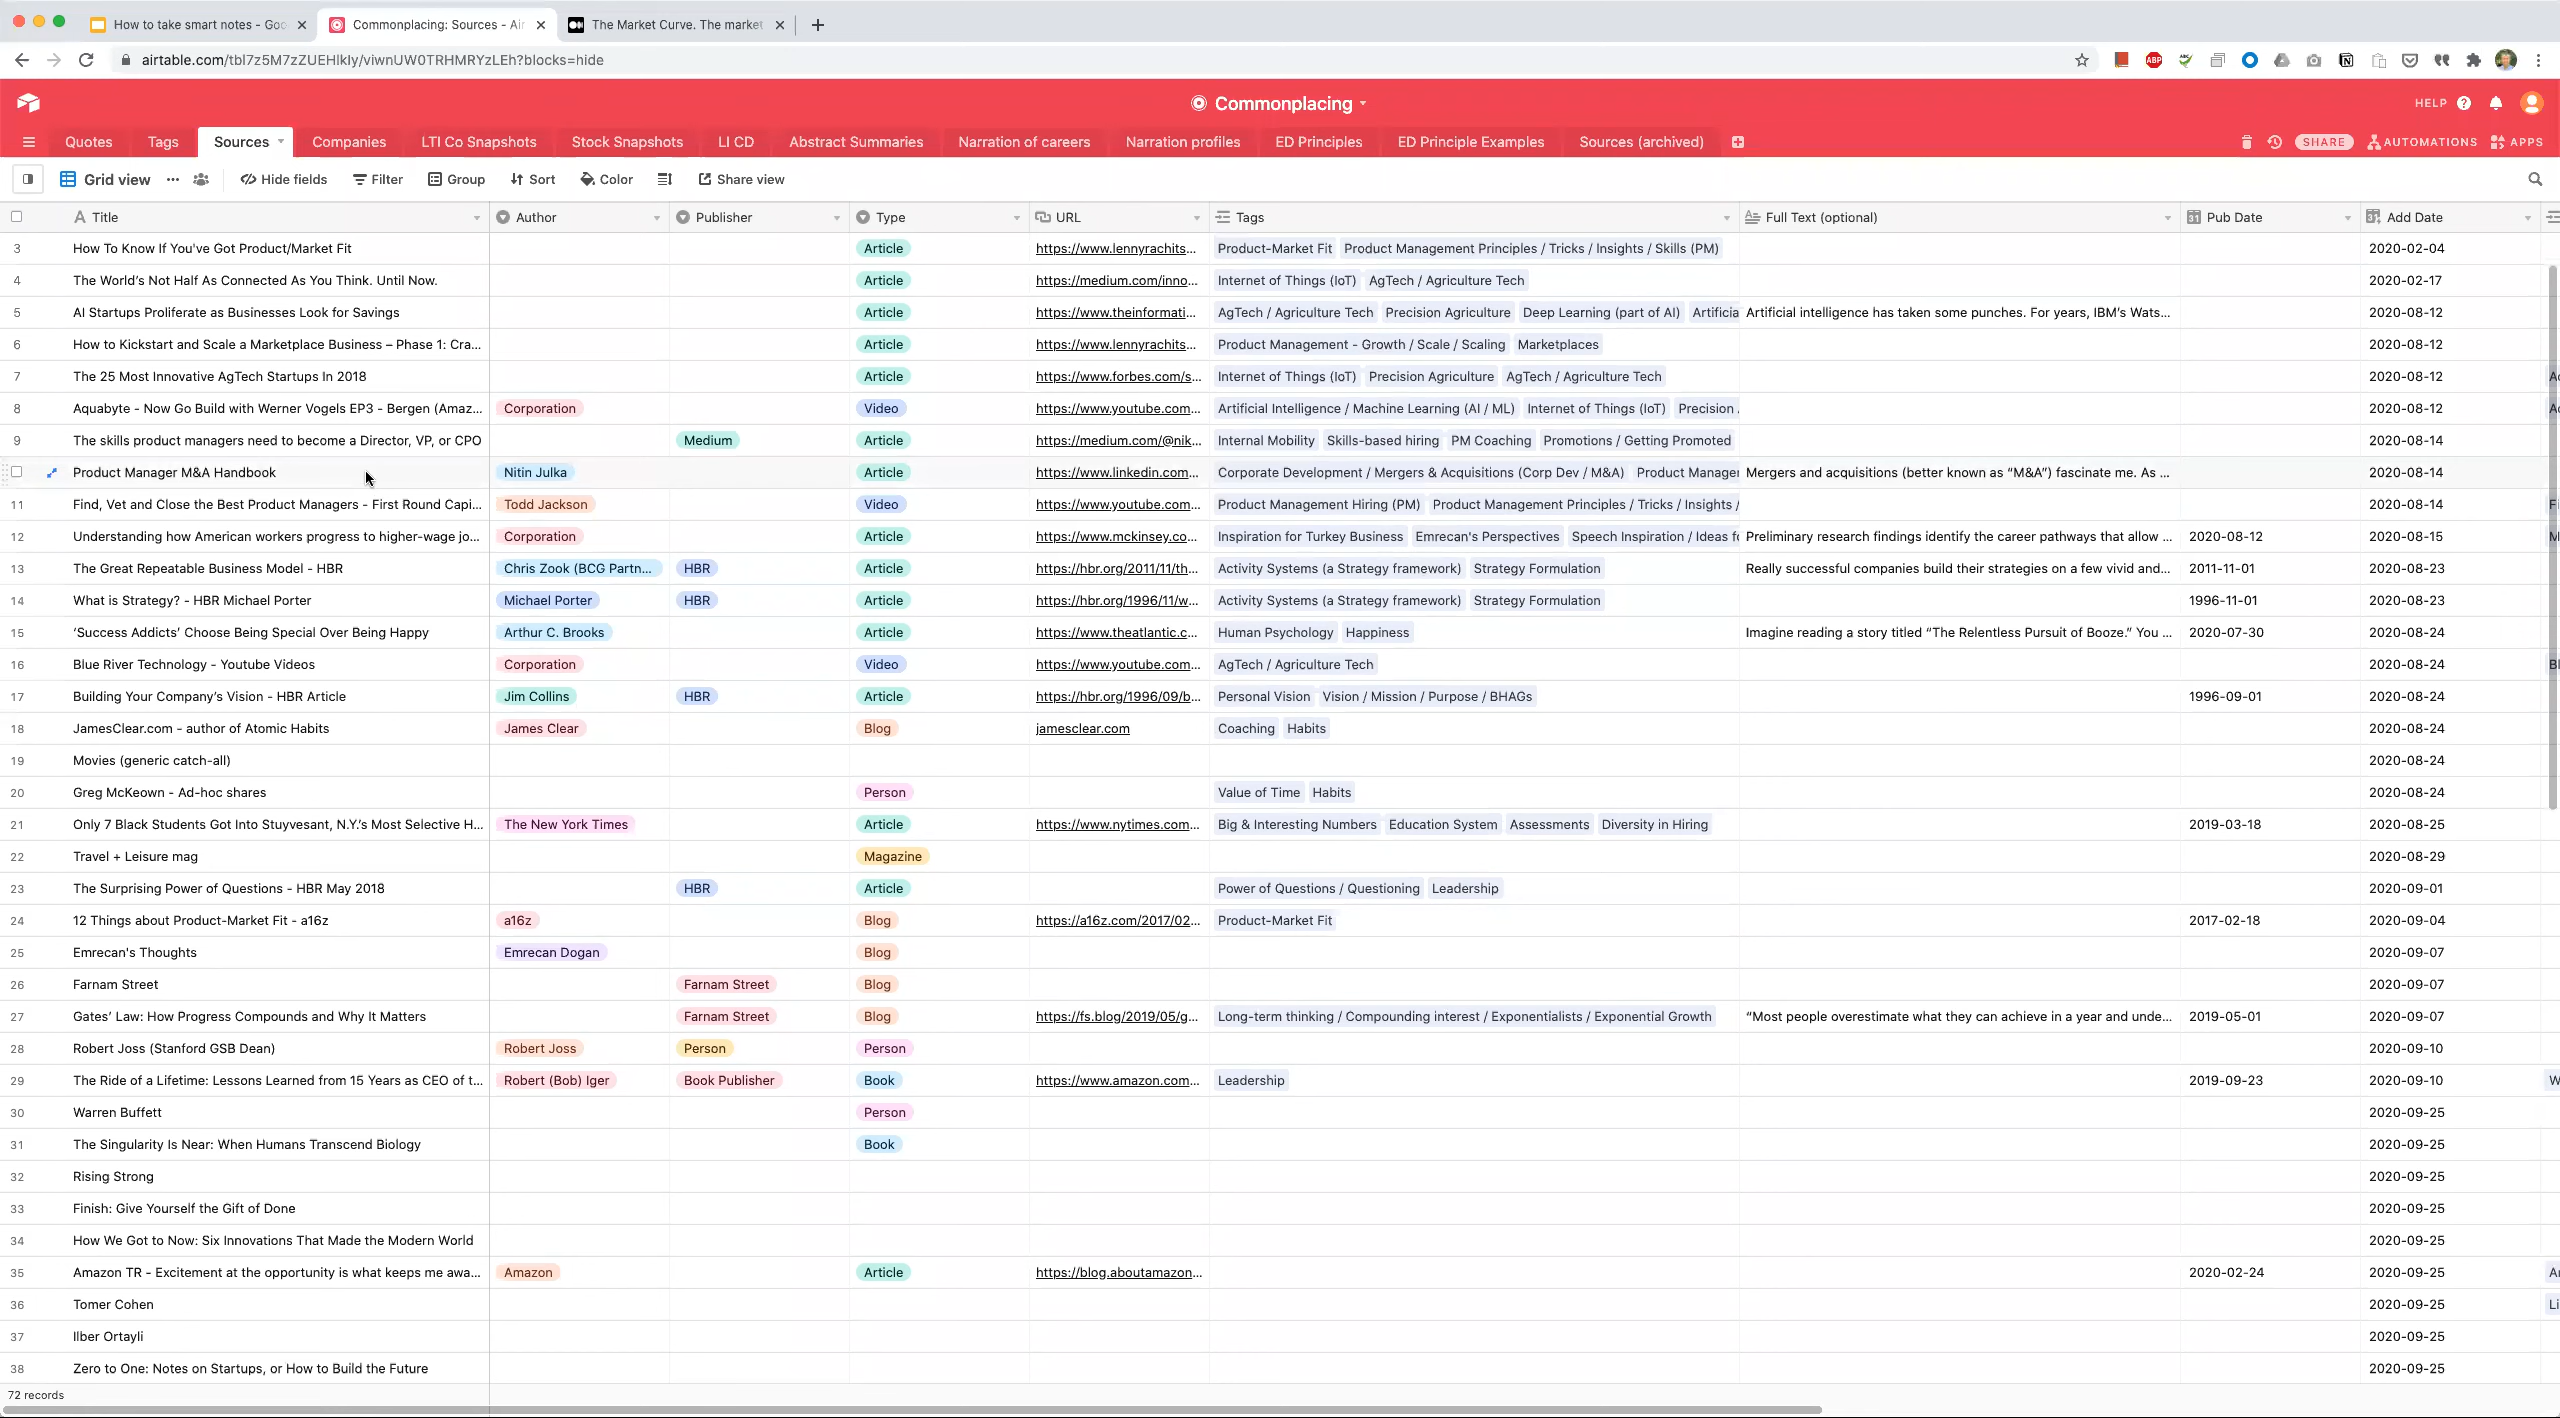 How to take smart notes - Goo
Commonplacing: Sources - Air
The Market Curve. The market
airtable.com/tbl7z5M7zZUEHlkIy/viwnUW0TRHMRYzLEh?blocks=hide
Commonplacing
HELP
Quotes Tags Sources Companies LTI Co Snapshots Stock Snapshots LI CD Abstract Summaries Narration of careers Narration profiles ED Principles ED Principle Examples Sources (archived) SHARE AUTOMATIONS APPS
Grid view Hide fields Filter Group Sort Color Share view
Title Author Publisher Type URL Tags Full Text (optional) Pub Date Add Date
3 How To Know If You've Got Product/Market Fit Article https://www.lennyrachits... Product-Market Fit Product Management Principles / Tricks / Insights / Skills (PM) 2020-02-04
4 The World's Not Half As Connected As You Think. Until Now. Article https://medium.com/inno... Internet of Things (IoT) AgTech / Agriculture Tech 2020-02-17
5 AI Startups Proliferate as Businesses Look for Savings Article https://www.theinformati... AgTech / Agriculture Tech Precision Agriculture Deep Learning (part of AI) Artificia Artificial intelligence has taken some punches. For years, IBM's Wats... 2020-08-12
6 How to Kickstart and Scale a Marketplace Business – Phase 1: Cra... Article https://www.lennyrachits... Product Management - Growth / Scale / Scaling Marketplaces 2020-08-12
7 The 25 Most Innovative AgTech Startups In 2018 Article https://www.forbes.com/s... Internet of Things (IoT) Precision Agriculture AgTech / Agriculture Tech 2020-08-12
8 Aquabyte - Now Go Build with Werner Vogels EP3 - Bergen (Amaz... Corporation Video https://www.youtube.com... Artificial Intelligence / Machine Learning (AI / ML) Internet of Things (IoT) Precision 2020-08-12
9 The skills product managers need to become a Director, VP, or CPO Medium Article https://medium.com/@nik... Internal Mobility Skills-based hiring PM Coaching Promotions / Getting Promoted 2020-08-14
Product Manager M&A Handbook Nitin Julka Article https://www.linkedin.com... Corporate Development / Mergers & Acquisitions (Corp Dev / M&A) Product Manager Mergers and acquisitions (better known as “M&A”) fascinate me. As ... 2020-08-14
11 Find, Vet and Close the Best Product Managers - First Round Capi... Todd Jackson Video https://www.youtube.com... Product Management Hiring (PM) Product Management Principles / Tricks / Insights / 2020-08-14
12 Understanding how American workers progress to higher-wage jo... Corporation Article https://www.mckinsey.co... Inspiration for Turkey Business Emrecan's Perspectives Speech Inspiration / Ideas fo Preliminary research findings identify the career pathways that allow ... 2020-08-12 2020-08-15
13 The Great Repeatable Business Model - HBR Chris Zook (BCG Partn... HBR Article https://hbr.org/2011/11/th... Activity Systems (a Strategy framework) Strategy Formulation Really successful companies build their strategies on a few vivid and... 2011-11-01 2020-08-23
14 What is Strategy? - HBR Michael Porter Michael Porter HBR Article https://hbr.org/1996/11/w... Activity Systems (a Strategy framework) Strategy Formulation 1996-11-01 2020-08-23
15 ‘Success Addicts’ Choose Being Special Over Being Happy Arthur C. Brooks Article https://www.theatlantic.c... Human Psychology Happiness Imagine reading a story titled “The Relentless Pursuit of Booze.” You ... 2020-07-30 2020-08-24
16 Blue River Technology - Youtube Videos Corporation Video https://www.youtube.com... AgTech / Agriculture Tech 2020-08-24
17 Building Your Company's Vision - HBR Article Jim Collins HBR Article https://hbr.org/1996/09/b... Personal Vision Vision / Mission / Purpose / BHAGs 1996-09-01 2020-08-24
18 JamesClear.com - author of Atomic Habits James Clear Blog jamesclear.com Coaching Habits 2020-08-24
19 Movies (generic catch-all) 2020-08-24
20 Greg McKeown - Ad-hoc shares Person Value of Time Habits 2020-08-24
21 Only 7 Black Students Got Into Stuyvesant, N.Y.'s Most Selective H... The New York Times Article https://www.nytimes.com... Big & Interesting Numbers Education System Assessments Diversity in Hiring 2019-03-18 2020-08-25
22 Travel + Leisure mag Magazine 2020-08-29
23 The Surprising Power of Questions - HBR May 2018 HBR Article Power of Questions / Questioning Leadership 2020-09-01
24 12 Things about Product-Market Fit - a16z a16z Blog https://a16z.com/2017/02... Product-Market Fit 2017-02-18 2020-09-04
25 Emrecan's Thoughts Emrecan Dogan Blog 2020-09-07
26 Farnam Street Farnam Street Blog 2020-09-07
27 Gates’ Law: How Progress Compounds and Why It Matters Farnam Street Blog https://fs.blog/2019/05/g... Long-term thinking / Compounding interest / Exponentialists / Exponential Growth “Most people overestimate what they can achieve in a year and unde... 2019-05-01 2020-09-07
28 Robert Joss (Stanford GSB Dean) Robert Joss Person Person 2020-09-10
29 The Ride of a Lifetime: Lessons Learned from 15 Years as CEO of t... Robert (Bob) Iger Book Publisher Book https://www.amazon.com... Leadership 2019-09-23 2020-09-10
30 Warren Buffett Person 2020-09-25
31 The Singularity Is Near: When Humans Transcend Biology Book 2020-09-25
32 Rising Strong 2020-09-25
33 Finish: Give Yourself the Gift of Done 2020-09-25
34 How We Got to Now: Six Innovations That Made the Modern World 2020-09-25
35 Amazon TR - Excitement at the opportunity is what keeps me awa... Amazon Article https://blog.aboutamazon... 2020-02-24 2020-09-25
36 Tomer Cohen 2020-09-25
37 Ilber Ortayli 2020-09-25
38 Zero to One: Notes on Startups, or How to Build the Future 2020-09-25
72 records